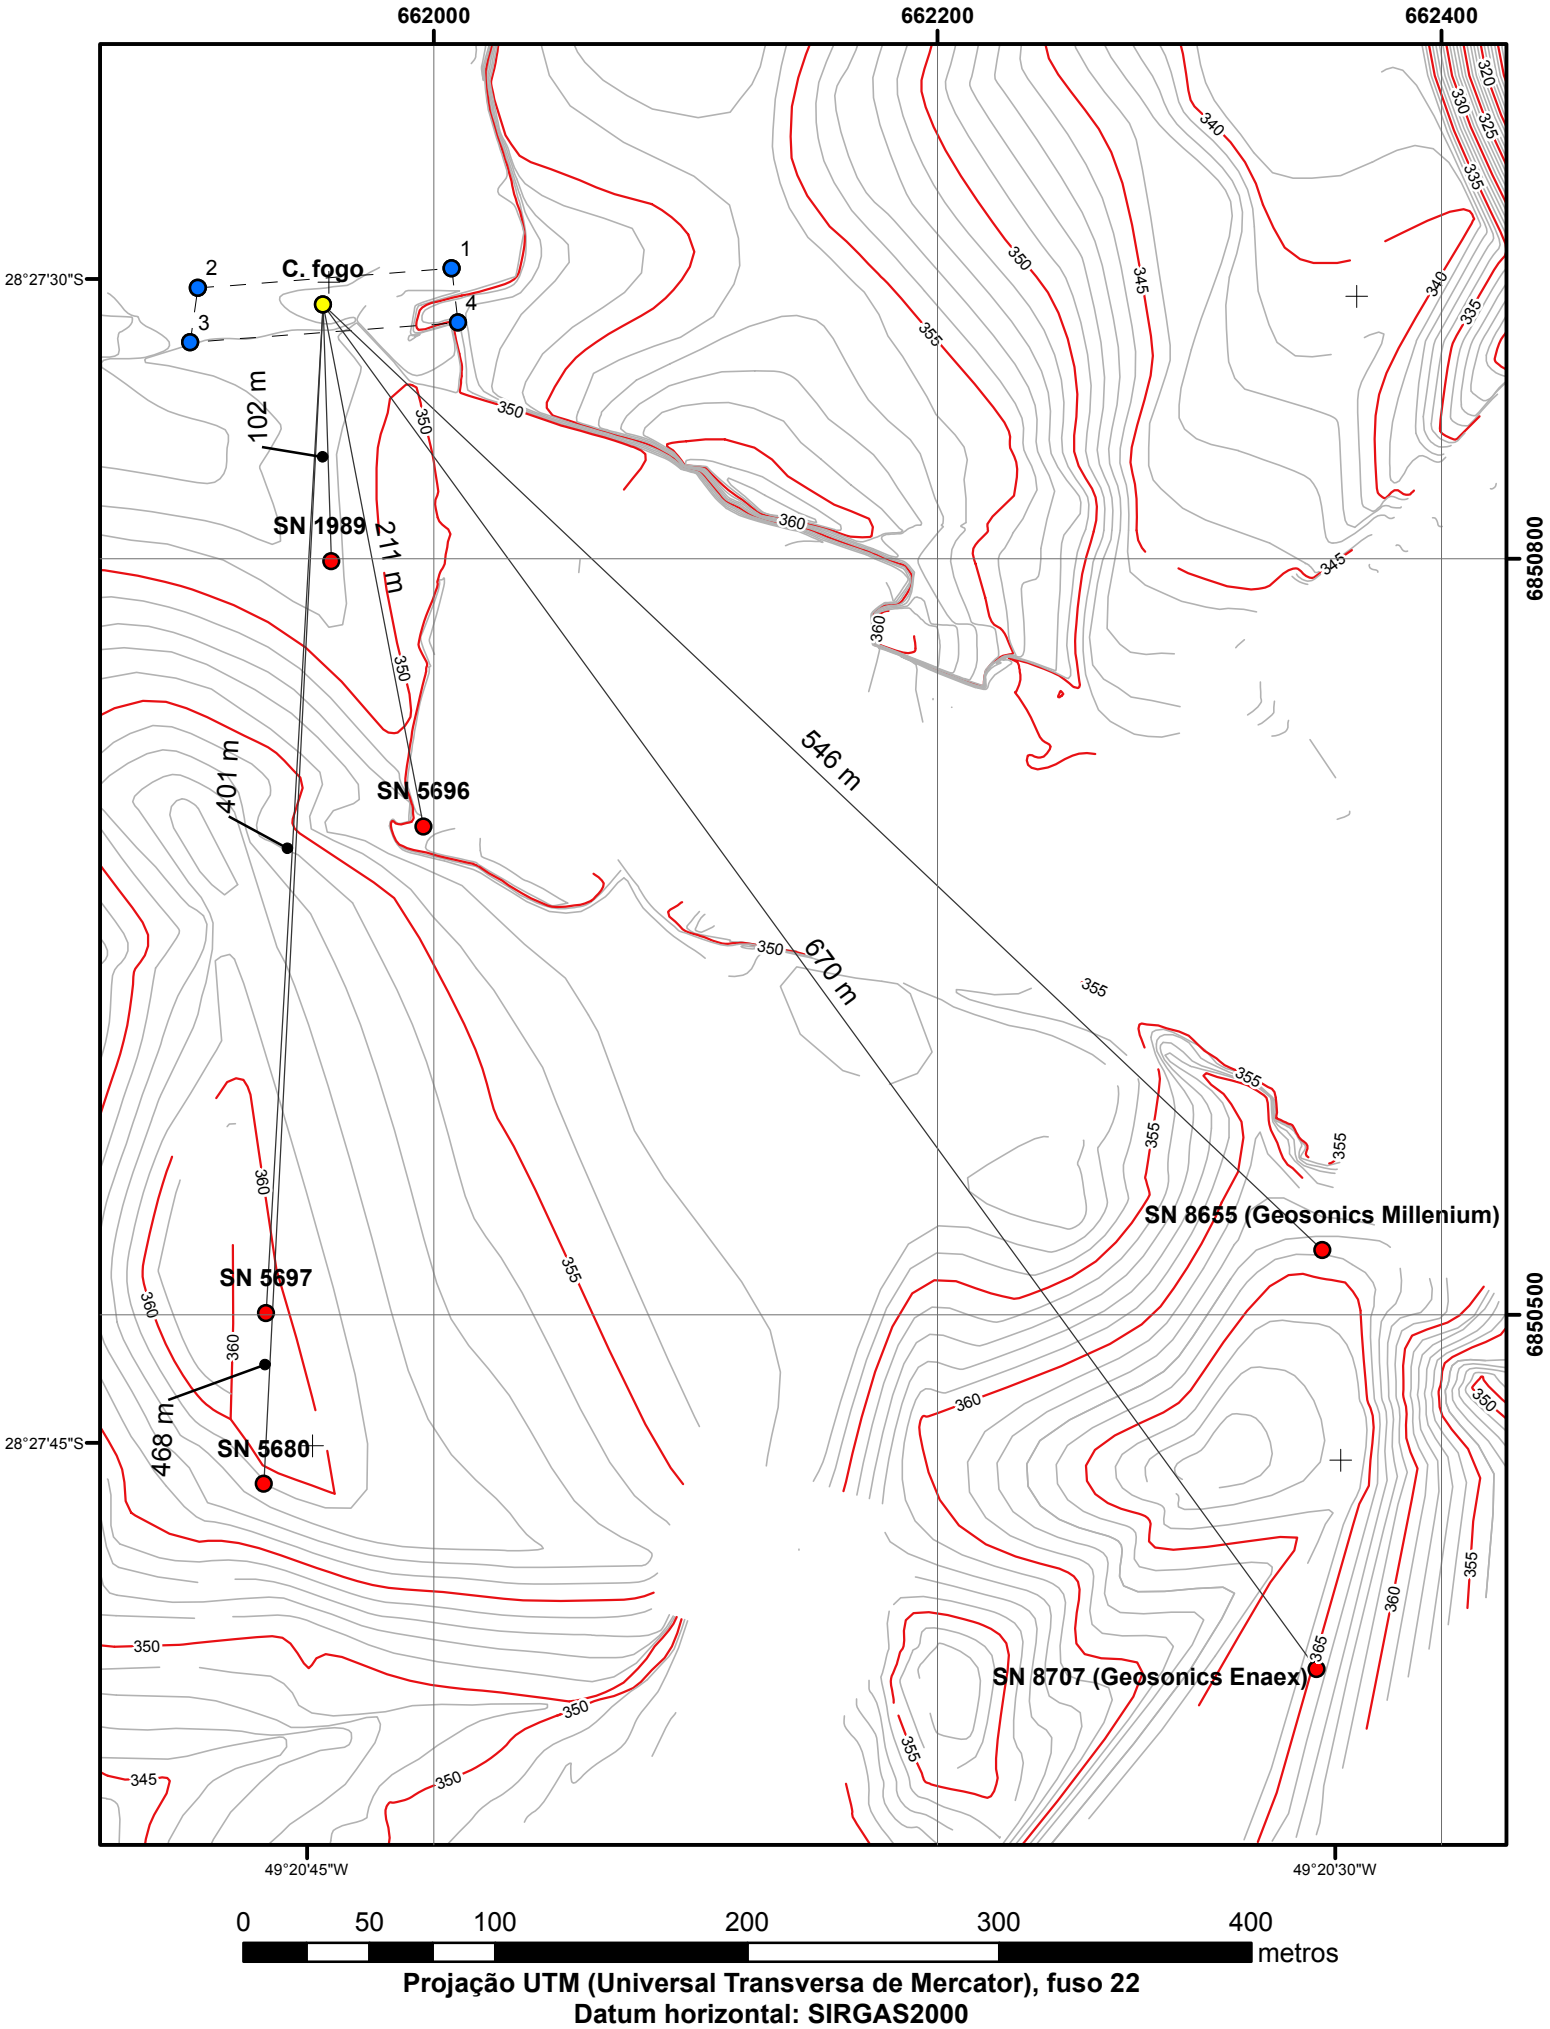 662000 662200 662400
320
330
325
340
335
350
345
340
335
355
28°27'30"S
2
C. fogo
1
3
4
102 m
350
350
SN 1989
211 m
360
345
6850800
360
350
546 m
401 m
SN 5696
350
670 m
355
355
355
355
360
SN 8655 (Geosonics Millenium)
355
SN 5697
360
360
6850500
360
350
468 m
SN 5680
28°27'45"S
355
360
350
365
SN 8707 (Geosonics Enaex)
350
355
345
350
49°20'45"W 49°20'30"W
0 50 100 200 300 400
metros
Projação UTM (Universal Transversa de Mercator), fuso 22
Datum horizontal: SIRGAS2000